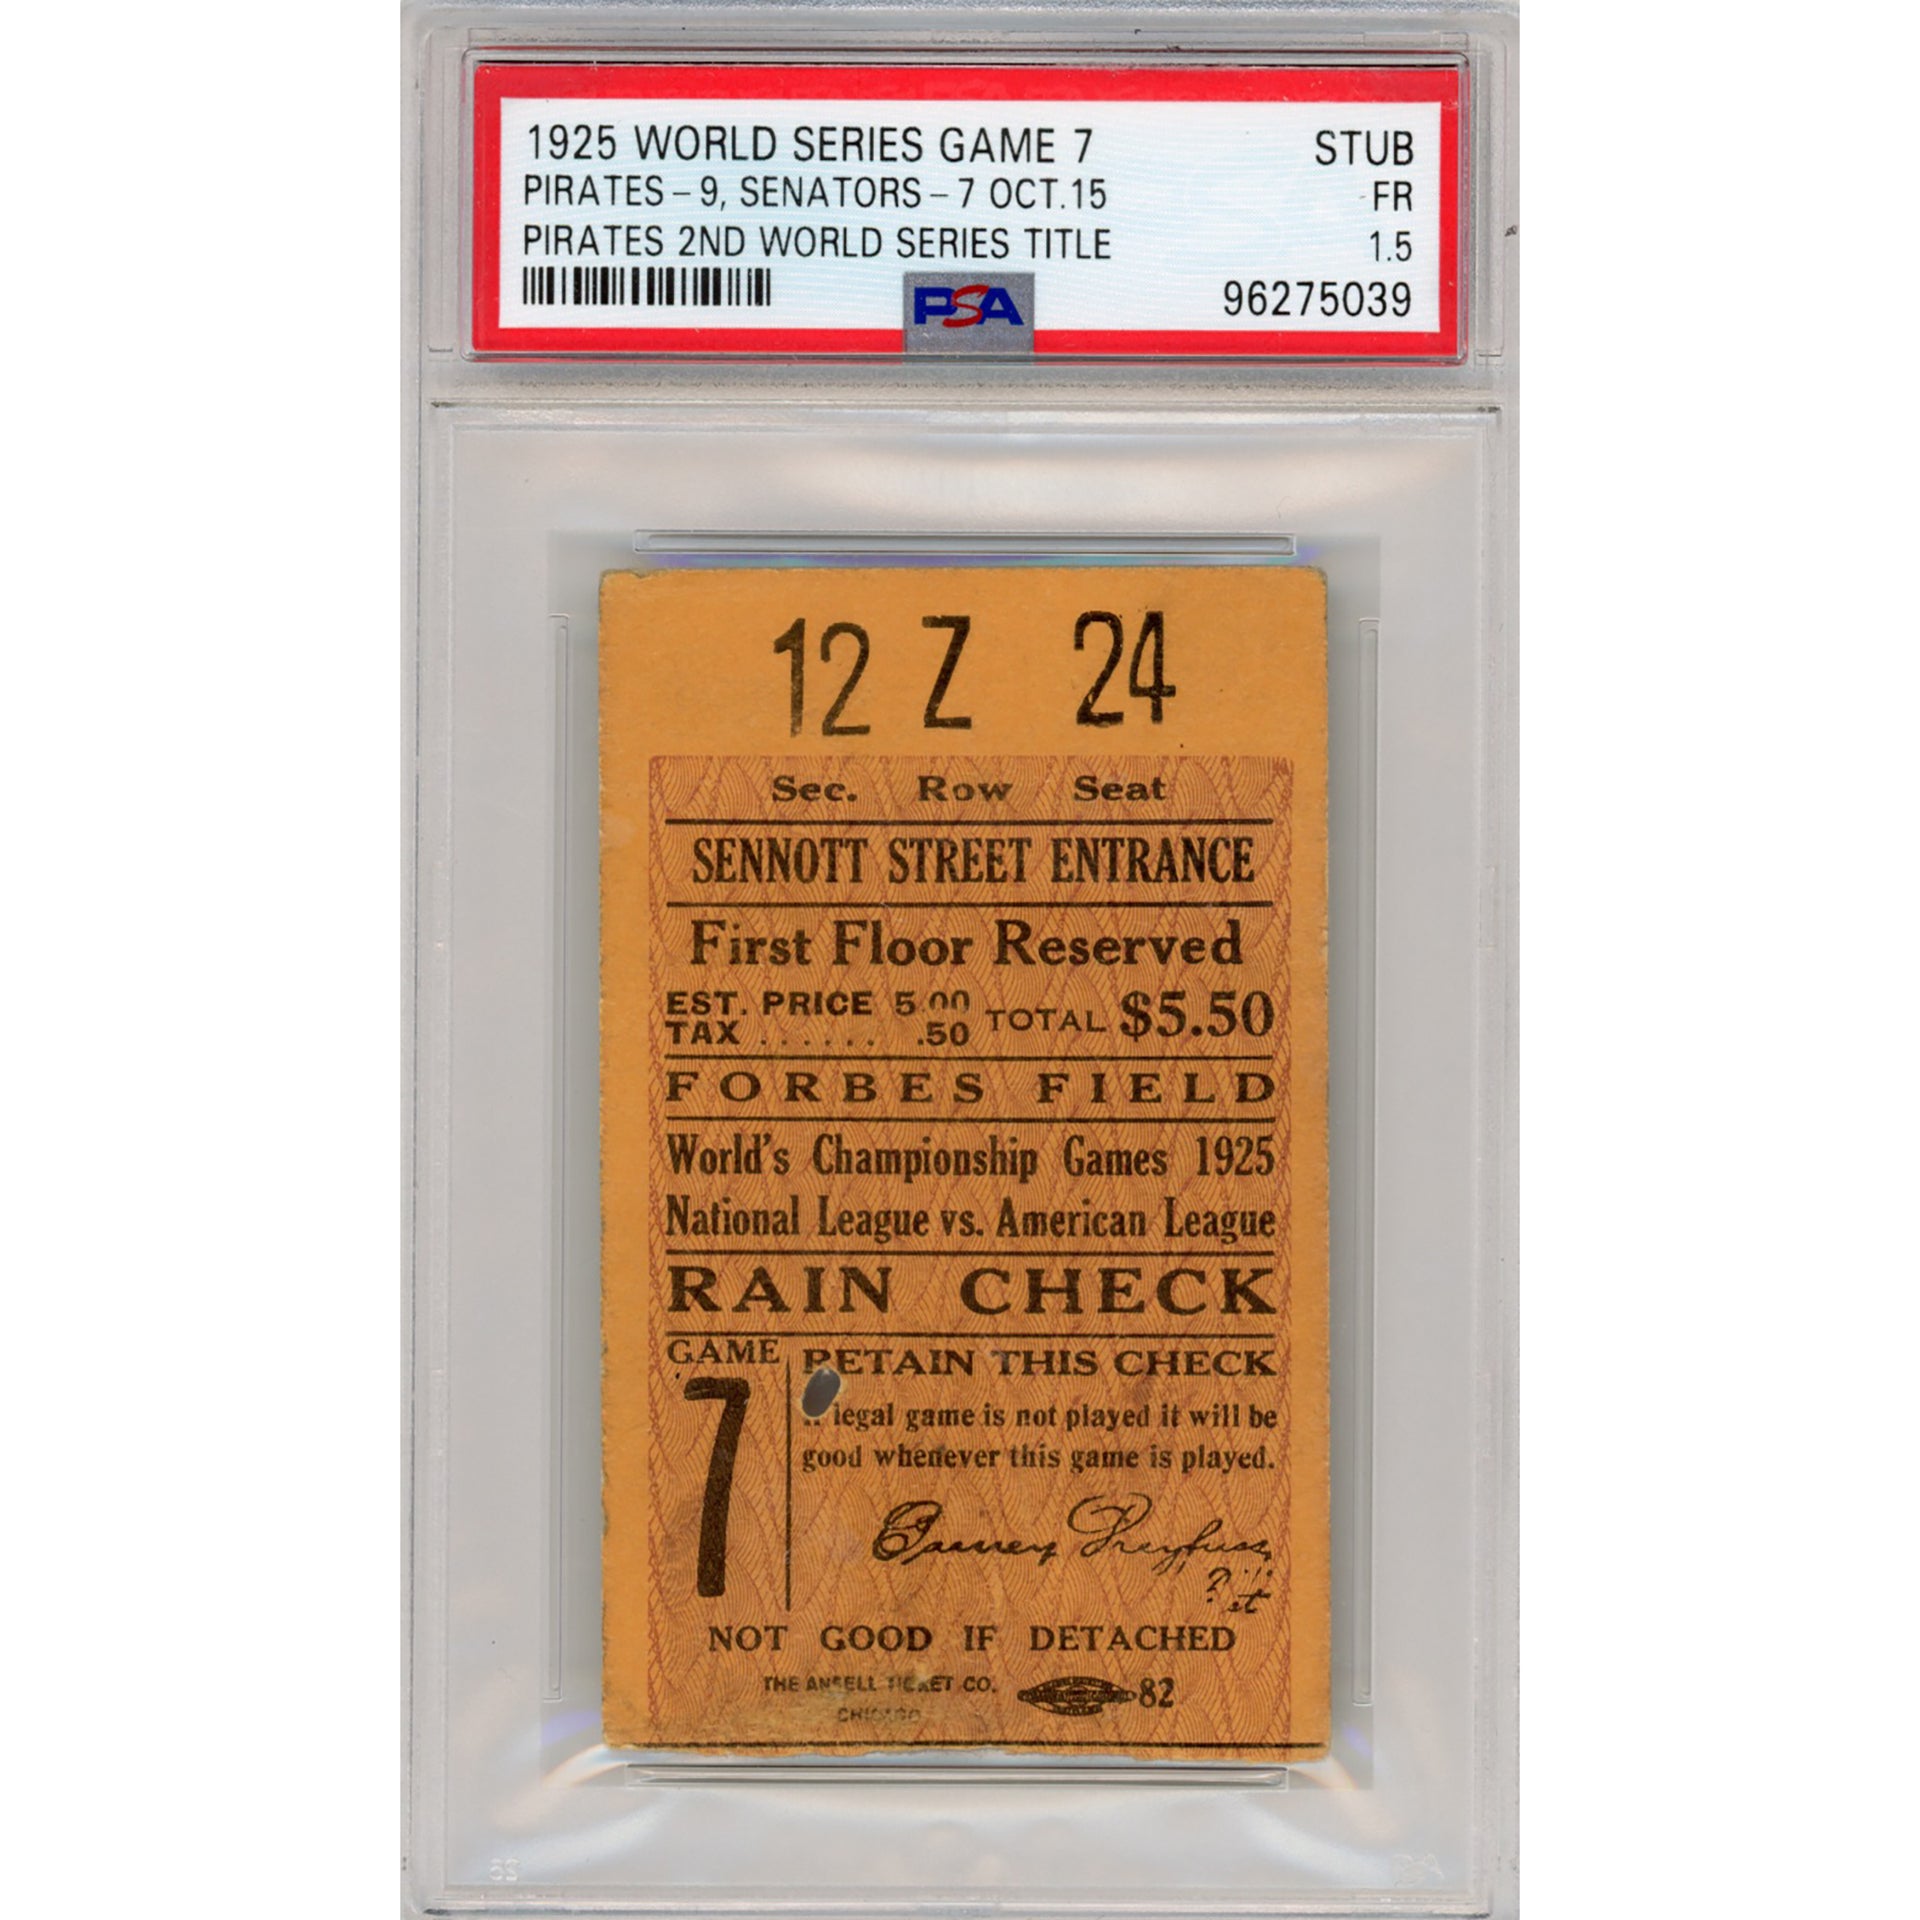 1925 WORLD SERIES GAME 7 STUB
PIRATES - 9, SENATORS - 7 OCT.15 FR
PIRATES 2ND WORLD SERIES TITLE 1.5
PSA 96275039
12 Z 24
Sec. Row Seat
SENNOTT STREET ENTRANCE
First Floor Reserved
EST. PRICE 5.00
TAX ...... .50 TOTAL $5.50
FORBES FIELD
World's Championship Games 1925
National League vs. American League
RAIN CHECK
GAME
7
RETAIN THIS CHECK
legal game is not played it will be
good whenever this game is played.
Barney Dreyfuss
NOT GOOD IF DETACHED
THE ANSELL TICKET CO. 82
CHICAGO